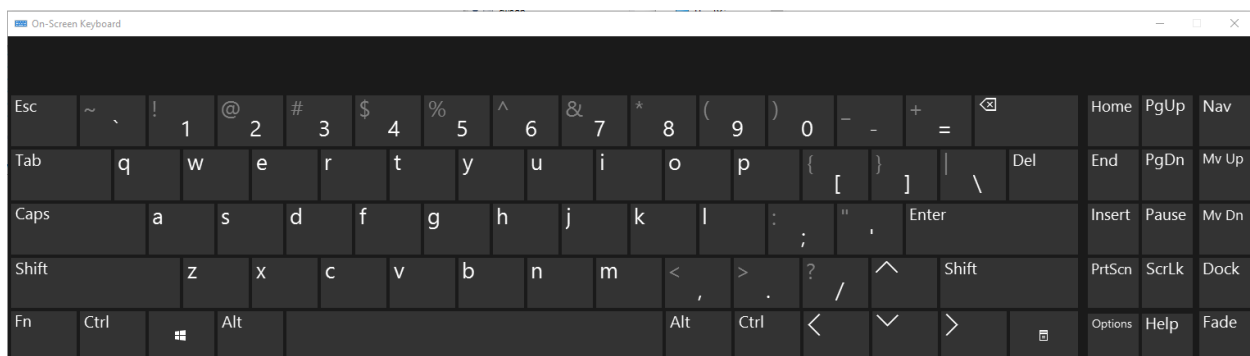 On-Screen Keyboard
Esc ~ ` ! 1 @ 2 # 3 $ 4 % 5 ^ 6 & 7 * 8 ( 9 ) 0 _ - + = Home PgUp Nav
Tab q w e r t y u i o p { [ } ] | \ Del End PgDn Mv Up
Caps a s d f g h j k l : ; " ' Enter Insert Pause Mv Dn
Shift z x c v b n m < , > . ? / Shift PrtScn ScrLk Dock
Fn Ctrl Alt Alt Ctrl Options Help Fade